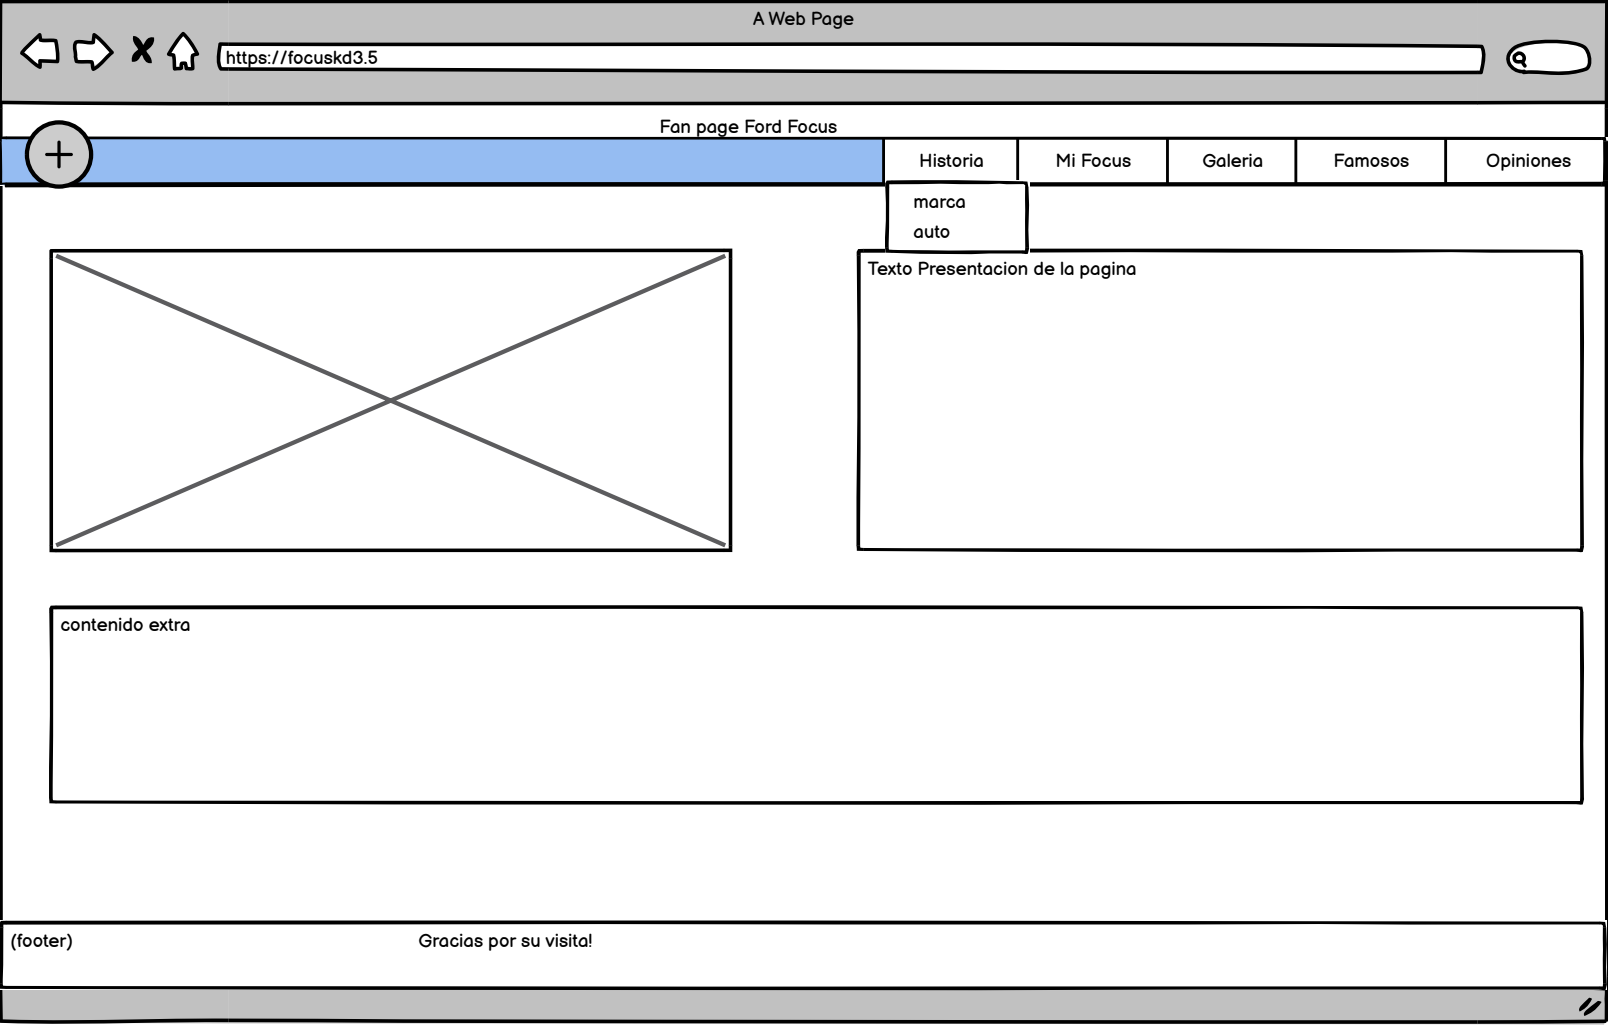 A Web Page
https://focuskd3.5
Fan page Ford Focus
Historia
Mi Focus
Galeria
Famosos
Opiniones
marca
auto
Texto Presentacion de la pagina
contenido extra
(footer)
Gracias por su visita!